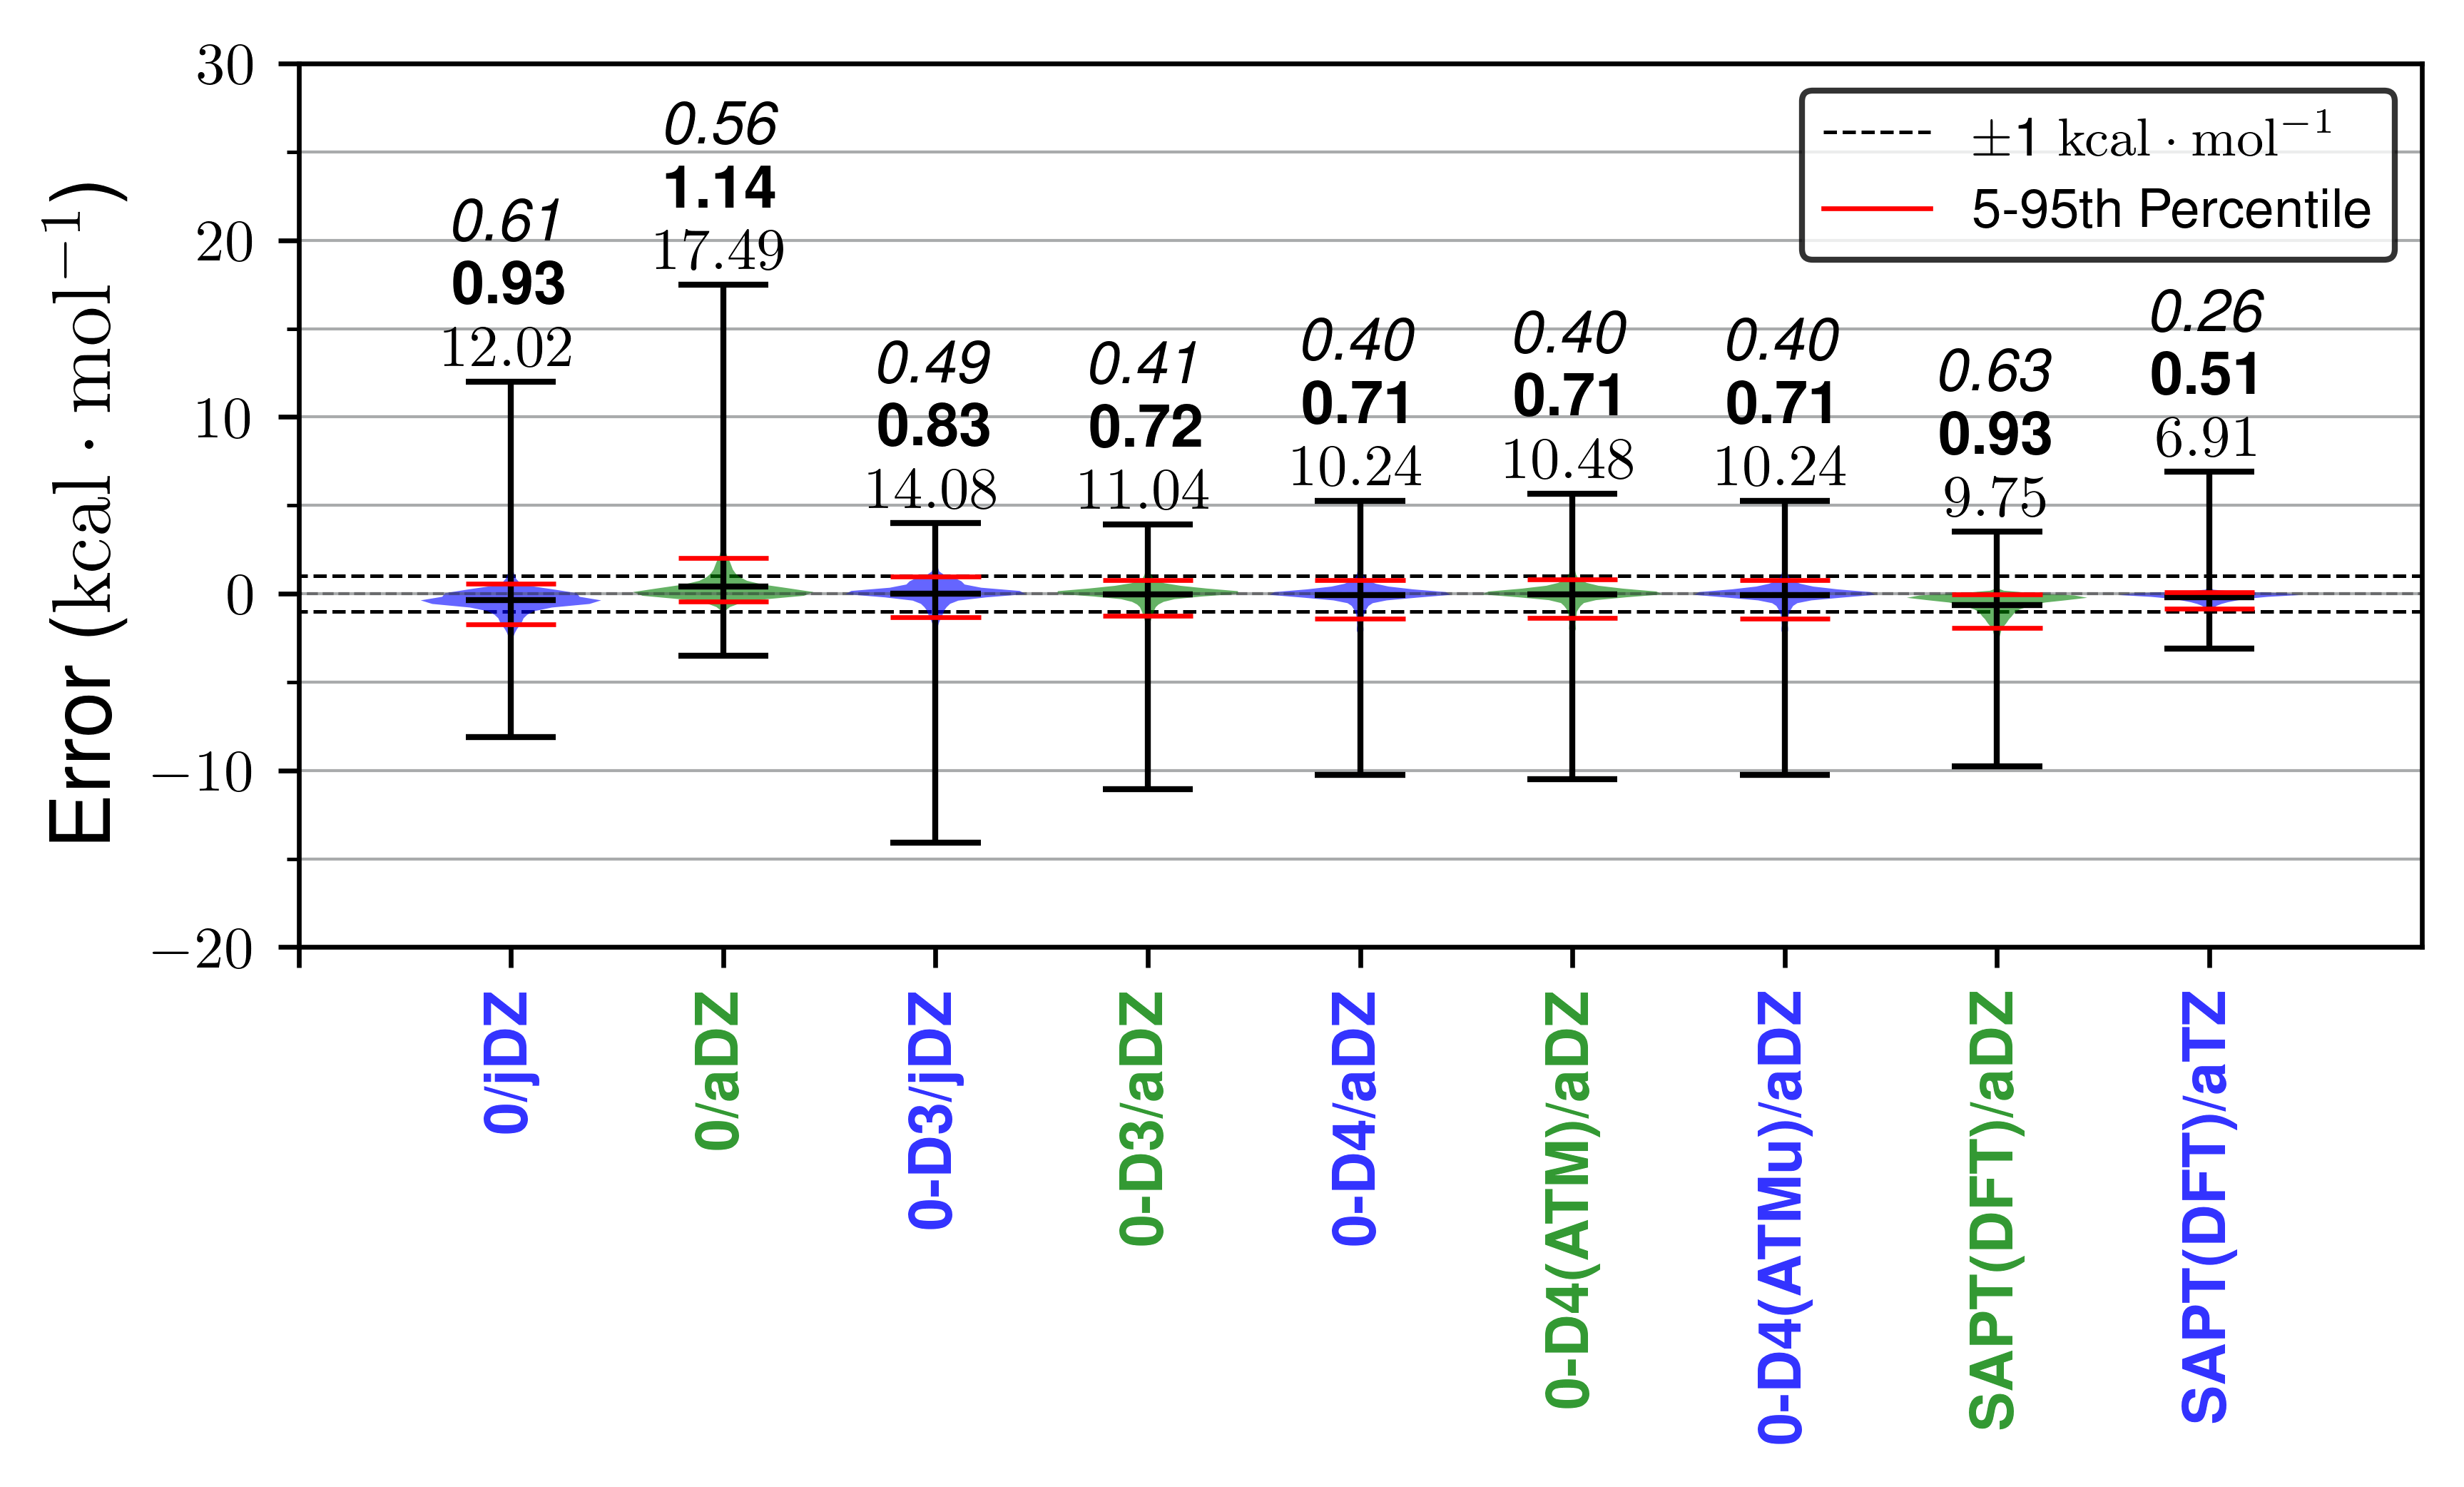 Error (kcal · mol⁻¹)
30
20
10
0
−10
−20
±1 kcal · mol⁻¹
5-95th Percentile
0.61
0.93
12.02
0.56
1.14
17.49
0.49
0.83
14.08
0.41
0.72
11.04
0.40
0.71
10.24
0.40
0.71
10.48
0.40
0.71
10.24
0.63
0.93
9.75
0.26
0.51
6.91
0/jDZ
0/aDZ
0-D3/jDZ
0-D3/aDZ
0-D4/aDZ
0-D4(ATM)/aDZ
0-D4(ATMu)/aDZ
SAPT(DFT)/aDZ
SAPT(DFT)/aTZ